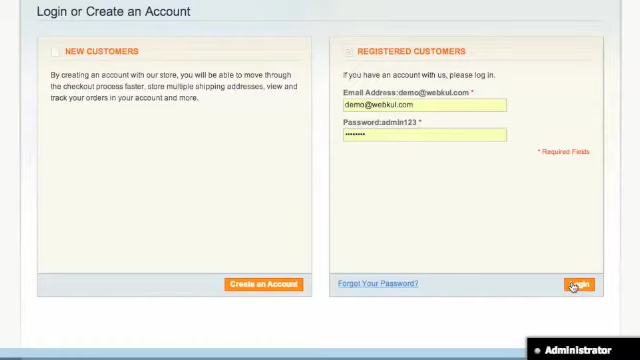 Login or Create an Account
NEW CUSTOMERS
By creating an account with our store, you will be able to move through
the checkout process faster, store multiple shipping addresses, view and
track your orders in your account and more.
Create an Account
REGISTERED CUSTOMERS
If you have an account with us, please log in.
Email Address:demo@webkul.com *
demo@webkul.com
Password:admin123 *
••••••••
* Required Fields
Forgot Your Password?
Login
Administrator